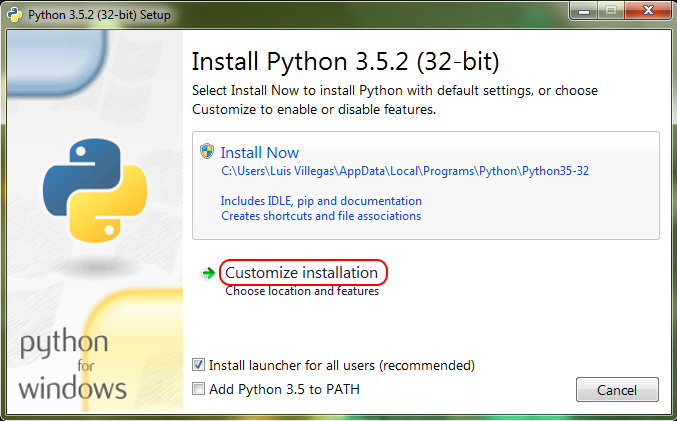 Python 3.5.2 (32-bit) Setup
Install Python 3.5.2 (32-bit)
Select Install Now to install Python with default settings, or choose
Customize to enable or disable features.
Install Now
C:\Users\Luis Villegas\AppData\Local\Programs\Python\Python35-32
Includes IDLE, pip and documentation
Creates shortcuts and file associations
Customize installation
Choose location and features
python
for
windows
Install launcher for all users (recommended)
Add Python 3.5 to PATH
Cancel